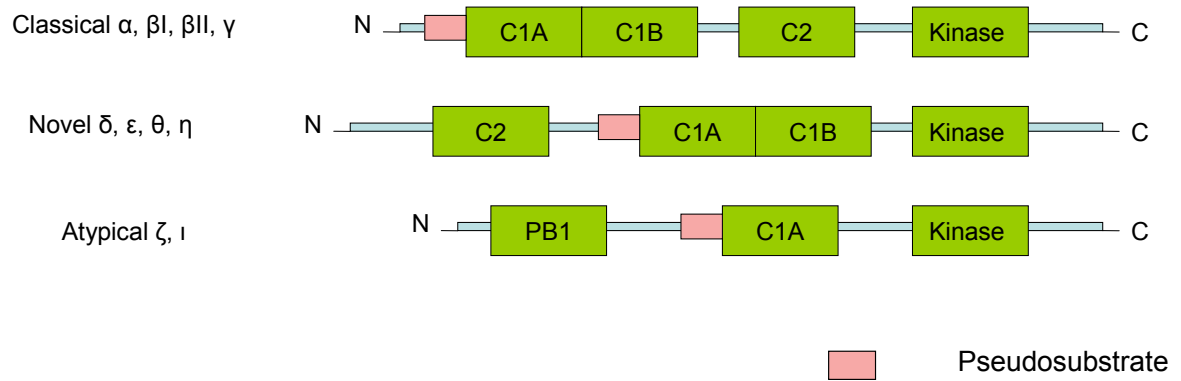 Classical α, βI, βII, γ N C1A C1B C2 Kinase C
Novel δ, ε, θ, η N C2 C1A C1B Kinase C
Atypical ζ, ι N PB1 C1A Kinase C
Pseudosubstrate